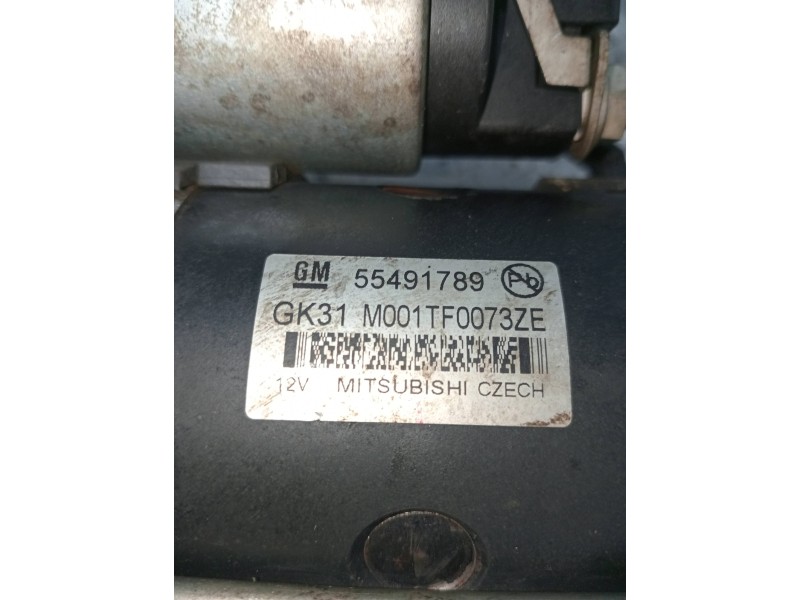 GM 55491789 Pb
GK31 M001TF0073ZE
12V MITSUBISHI CZECH